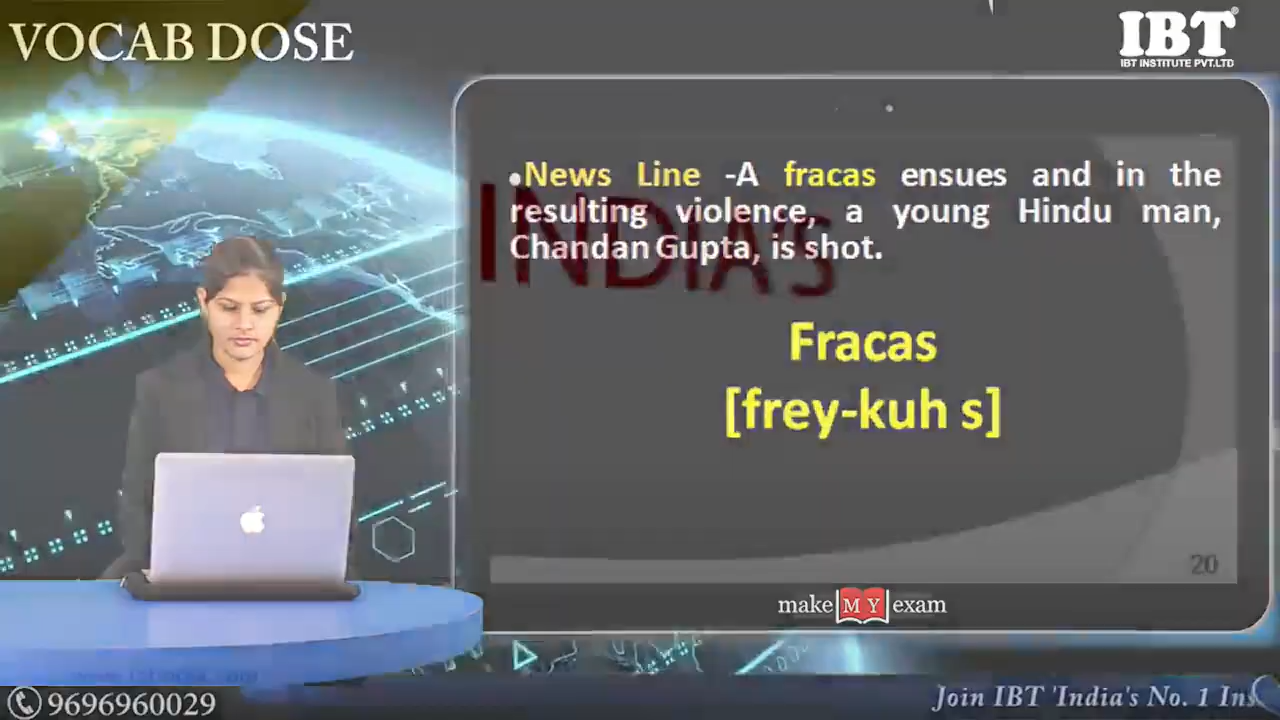 VOCAB DOSE
IBT
IBT INSTITUTE PVT.LTD
•News Line -A fracas ensues and in the
resulting violence, a young Hindu man,
Chandan Gupta, is shot.
INDIA's
Fracas
[frey-kuh s]
20
make MY exam
9696960029
Join IBT 'India's No. 1 Ins